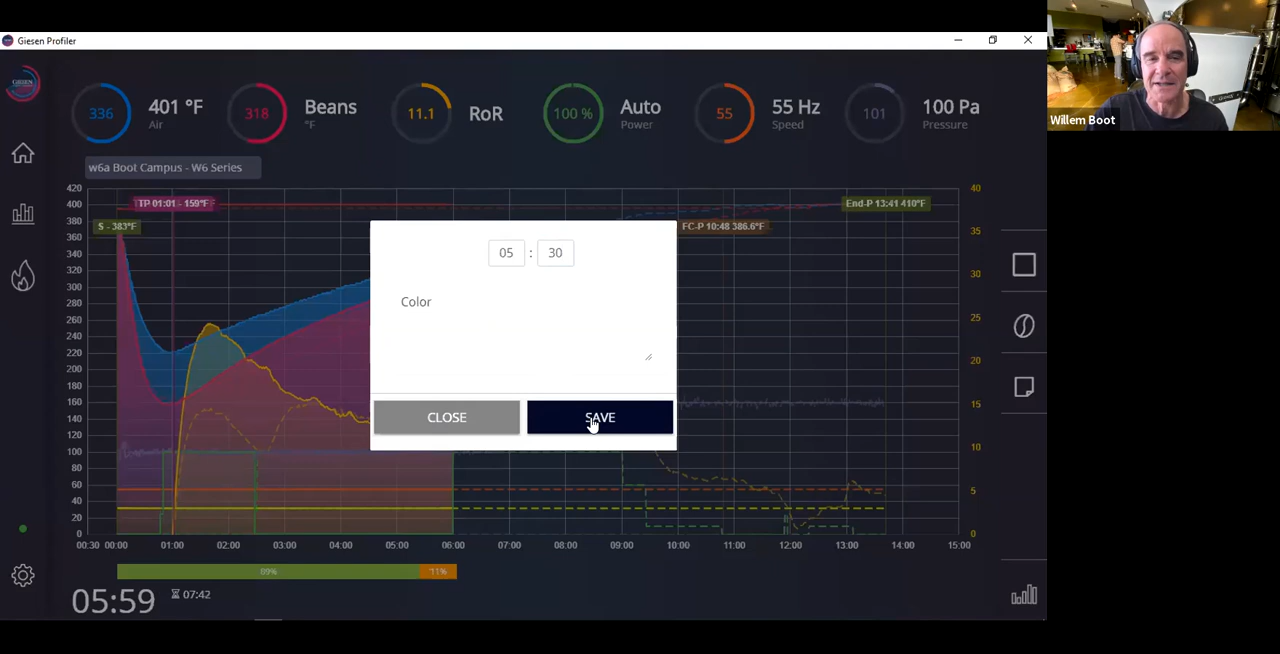 Giesen Profiler
GIESEN
336
401 °F
Air
318
Beans
°F
11.1
RoR
100 %
Auto
Power
55
55 Hz
Speed
101
100 Pa
Pressure
Willem Boot
w6a Boot Campus - W6 Series
TP 01:01 - 159°F
End-P 13:41 410°F
S - 383°F
FC-P 10:48 386.6°F
420
400
380
360
340
320
300
280
260
240
220
200
180
160
140
120
100
80
60
40
20
0
40
35
30
25
20
15
10
5
0
05 : 30
Color
CLOSE
SAVE
00:30 00:00 01:00 02:00 03:00 04:00 05:00 06:00 07:00 08:00 09:00 10:00 11:00 12:00 13:00 14:00 15:00
89%
11%
05:59
07:42